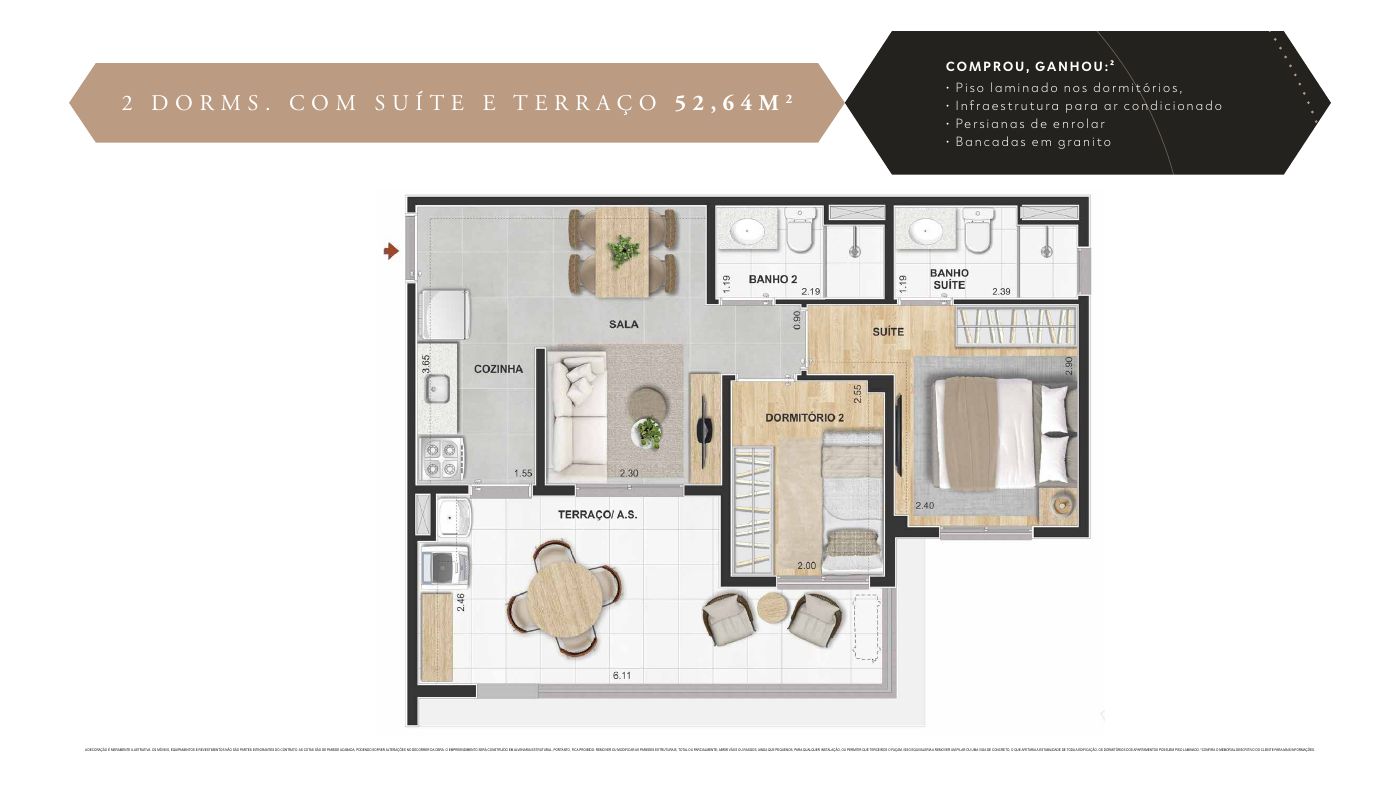 2 DORMS. COM SUÍTE E TERRAÇO 52,64M²
COMPROU, GANHOU:²
• Piso laminado nos dormitórios,
• Infraestrutura para ar condicionado
• Persianas de enrolar
• Bancadas em granito
BANHO 2
1.19
2.19
BANHO
SUÍTE
1.19
2.39
SALA
0.90
SUÍTE
COZINHA
3.65
2.90
2.55
DORMITÓRIO 2
1.55
2.30
2.40
TERRAÇO/ A.S.
2.00
2.46
6.11